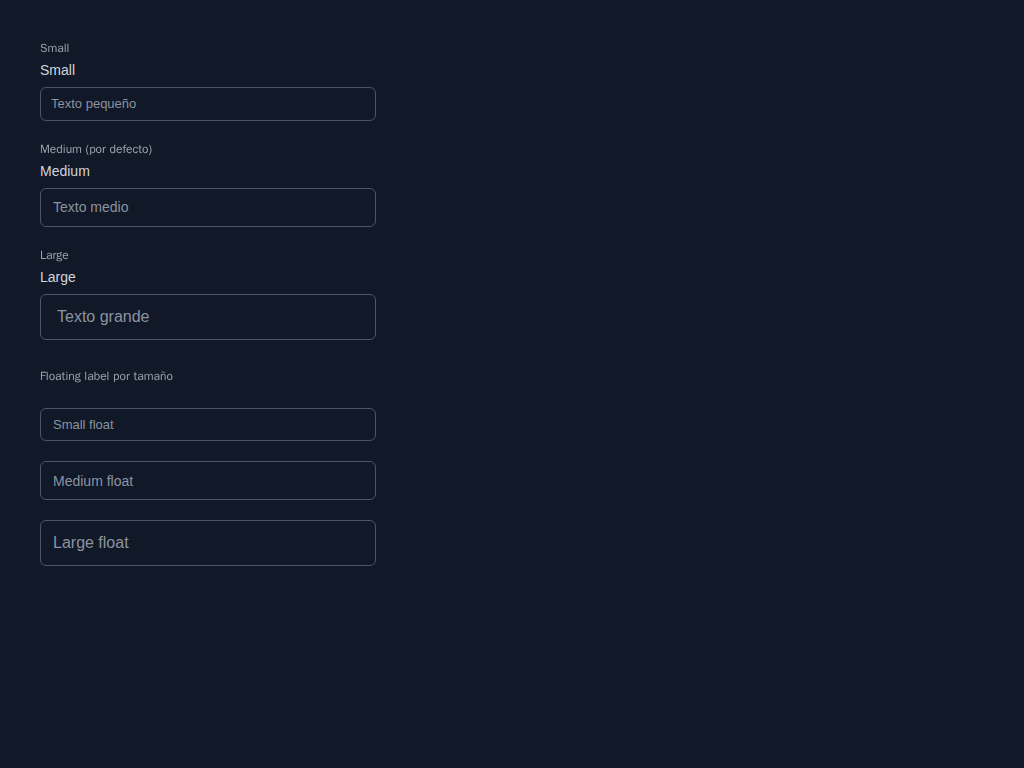 Small
Small
Texto pequeño
Medium (por defecto)
Medium
Texto medio
Large
Large
Texto grande
Floating label por tamaño
Small float
Medium float
Large float